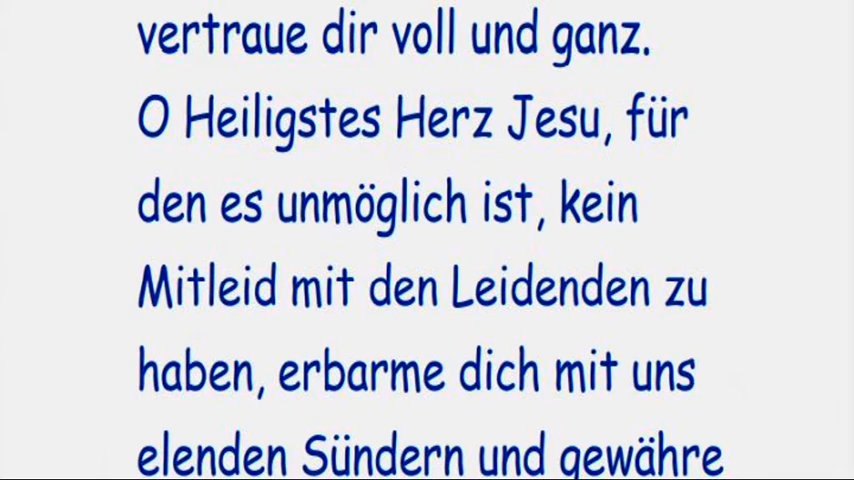 vertraue dir voll und ganz.
O Heiligstes Herz Jesu, für
den es unmöglich ist, kein
Mitleid mit den Leidenden zu
haben, erbarme dich mit uns
elenden Sündern und gewähre